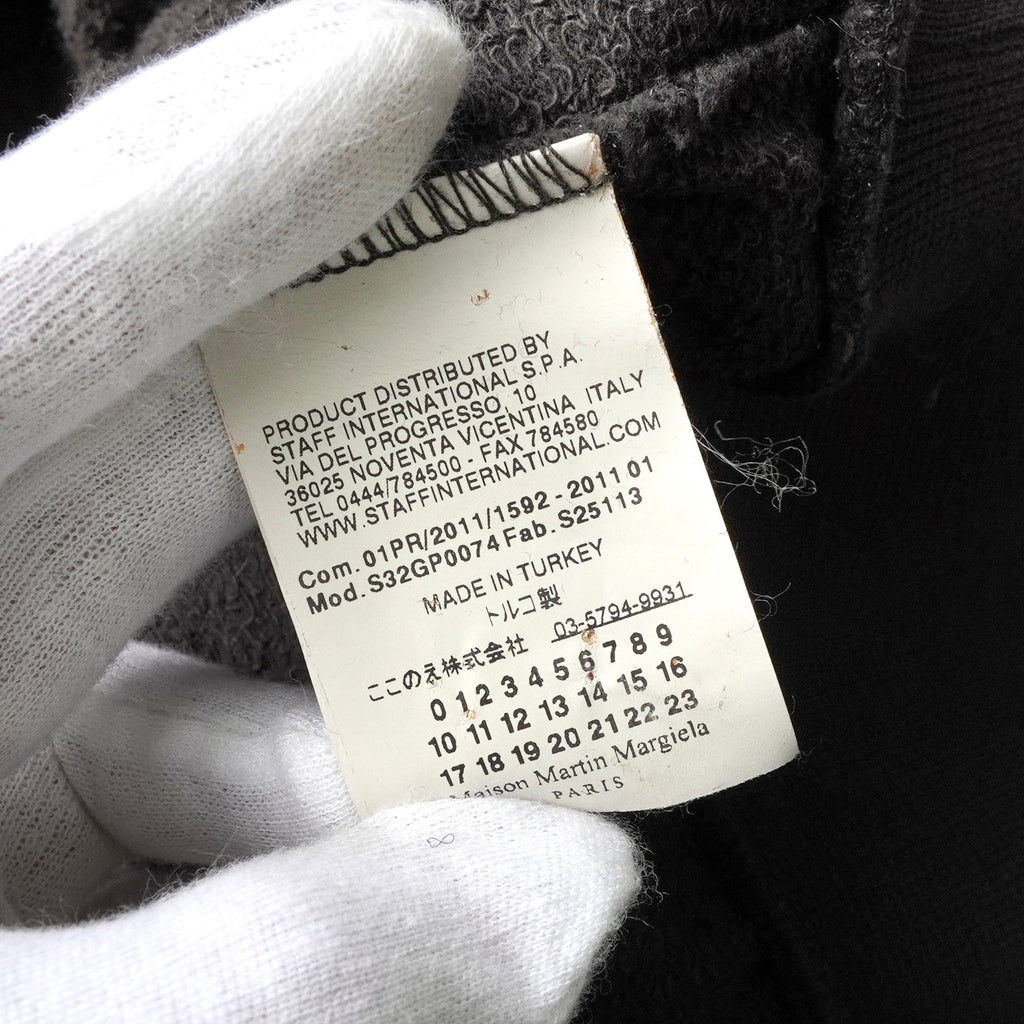 PRODUCT DISTRIBUTED BY
STAFF INTERNATIONAL S.P.A.
VIA DEL PROGRESSO, 10
36025 NOVENTA VICENTINA ITALY
TEL 0444/784500 - FAX 784580
WWW.STAFFINTERNATIONAL.COM
Com. 01PR/2011/1592 - 2011 01
Mod. S32GP0074 Fab. S25113
MADE IN TURKEY
トルコ製
ここのえ株式会社 03-5794-9931
0 1 2 3 4 5 6 7 8 9
10 11 12 13 14 15 16
17 18 19 20 21 22 23
Maison Martin Margiela
PARIS